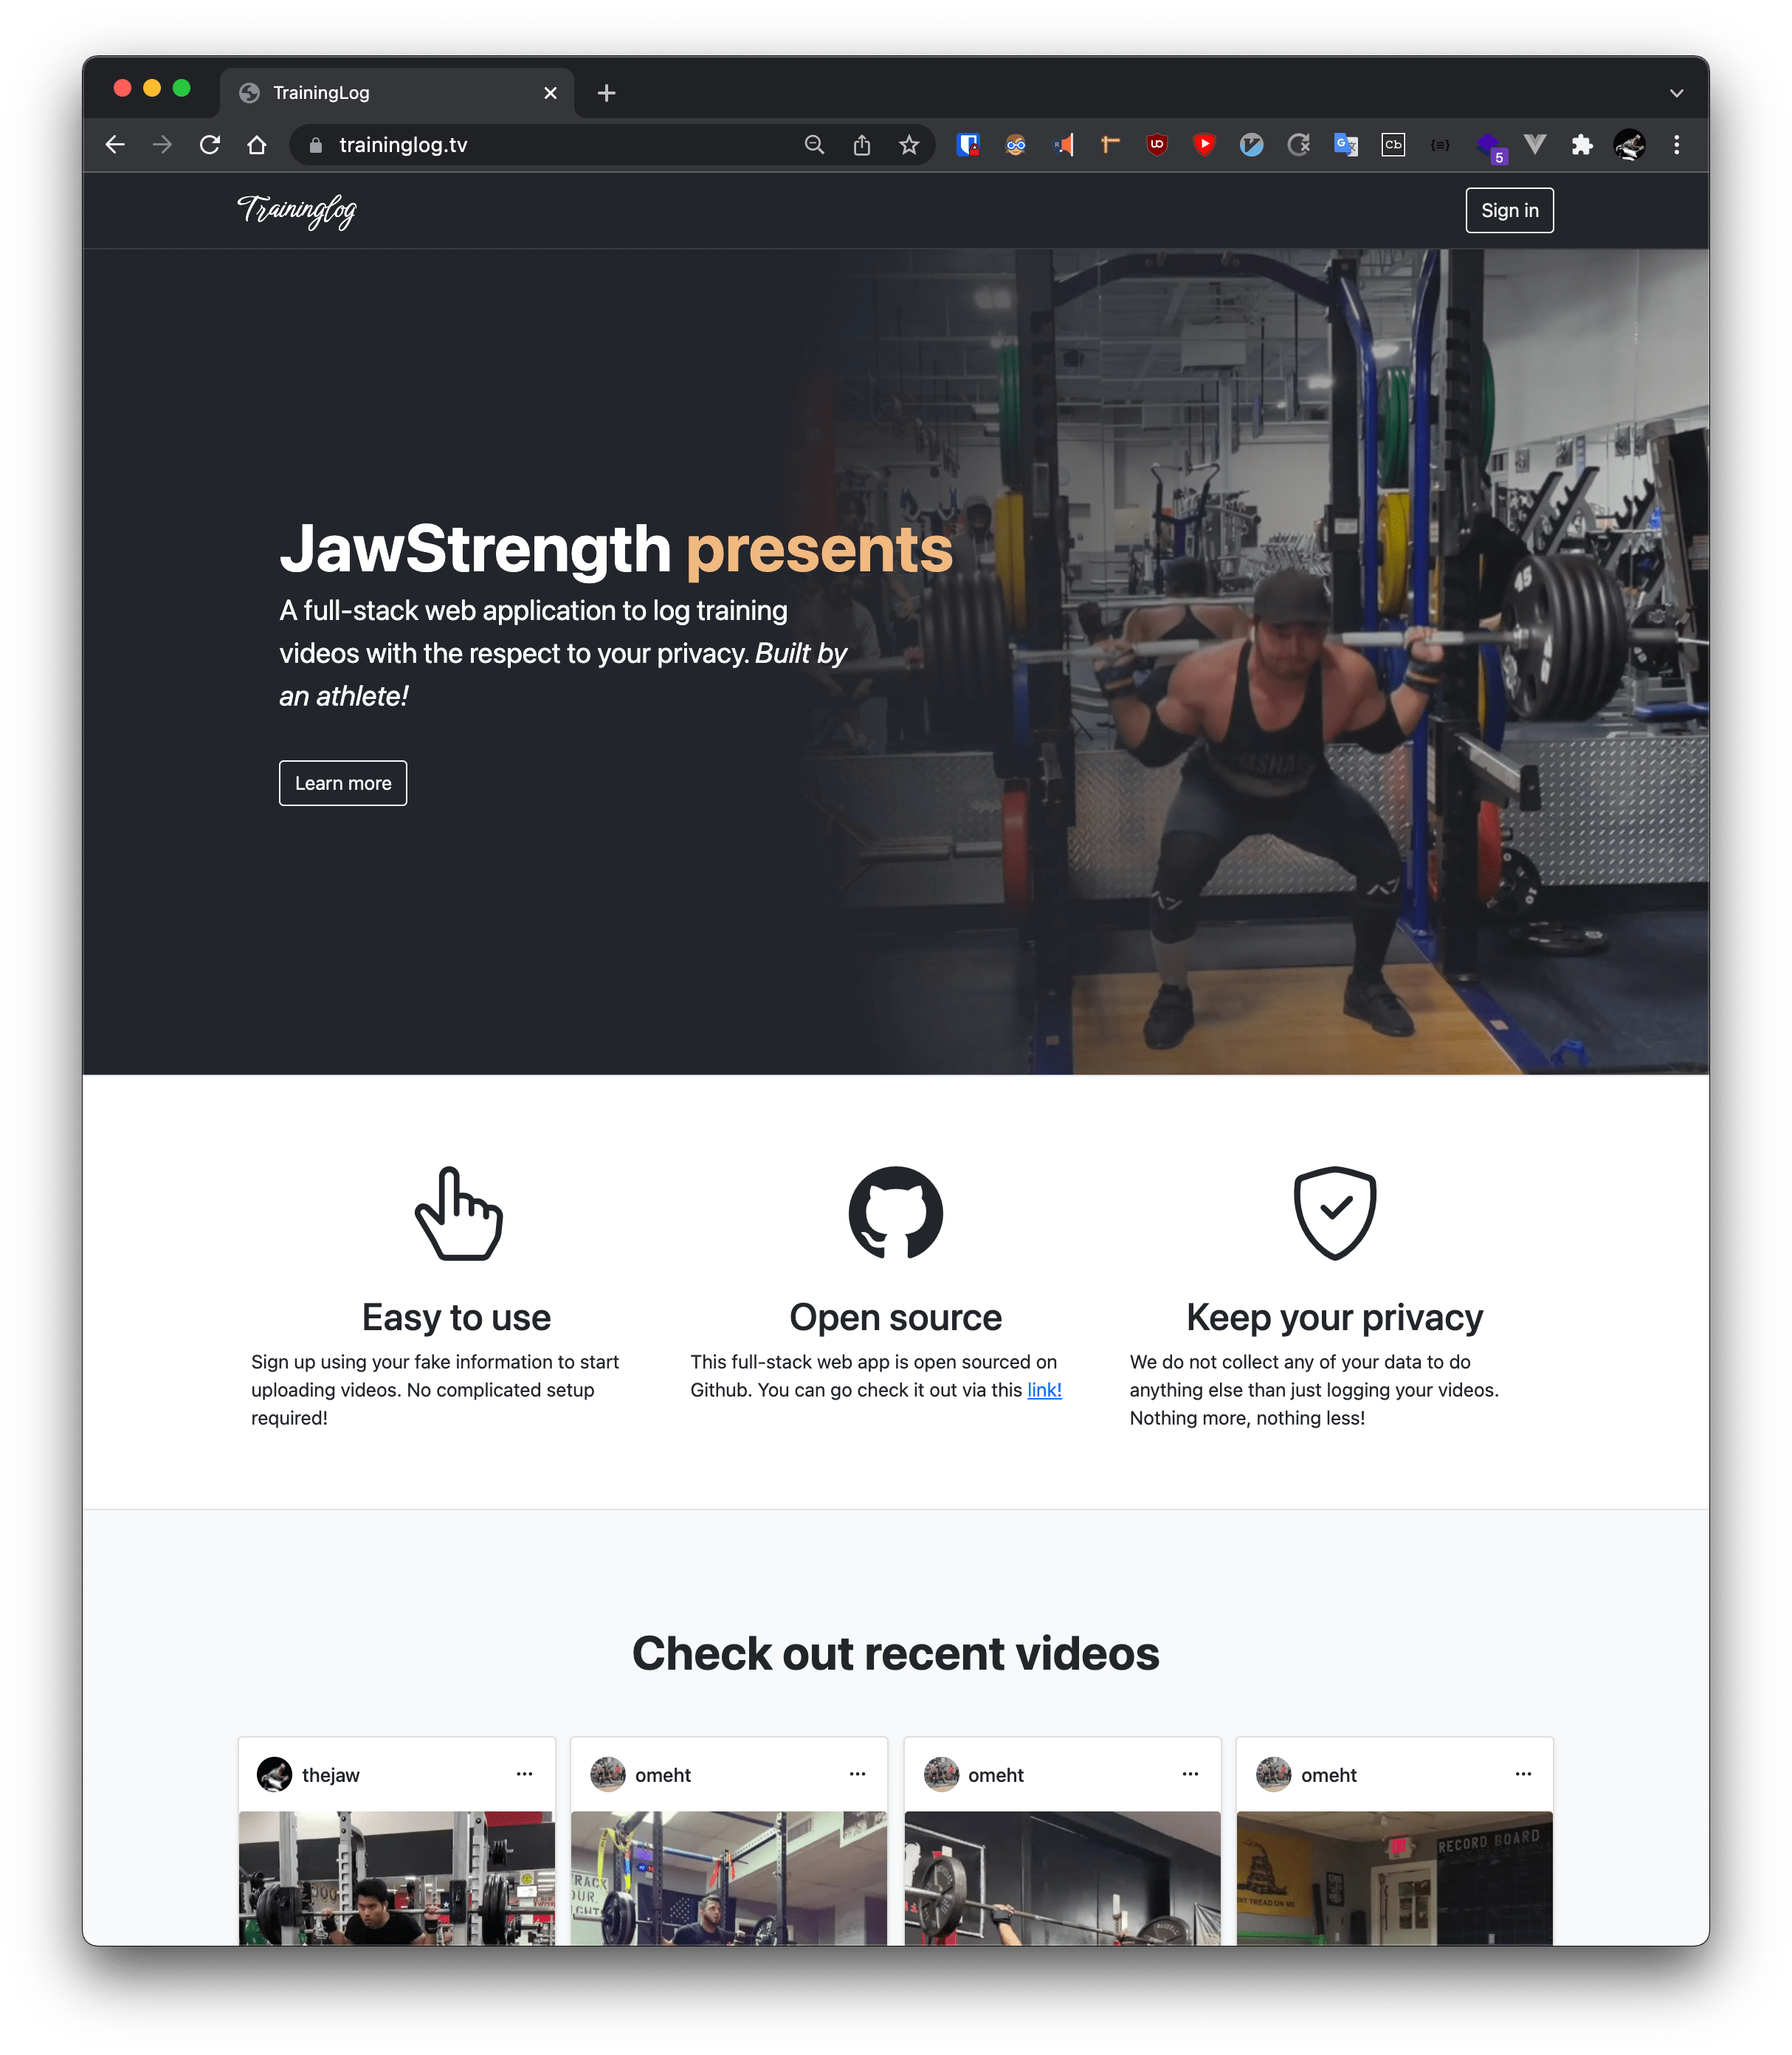 TrainingLog
traininglog.tv
5
Traininglog
Sign in
JawStrength presents
A full-stack web application to log training
videos with the respect to your privacy. Built by
an athlete!
Learn more
45
Easy to use
Open source
Keep your privacy
Sign up using your fake information to start
uploading videos. No complicated setup
required!
This full-stack web app is open sourced on
Github. You can go check it out via this link!
We do not collect any of your data to do
anything else than just logging your videos.
Nothing more, nothing less!
Check out recent videos
thejaw
omeht
omeht
omeht
RECORD BOARD
TREAD ON ME